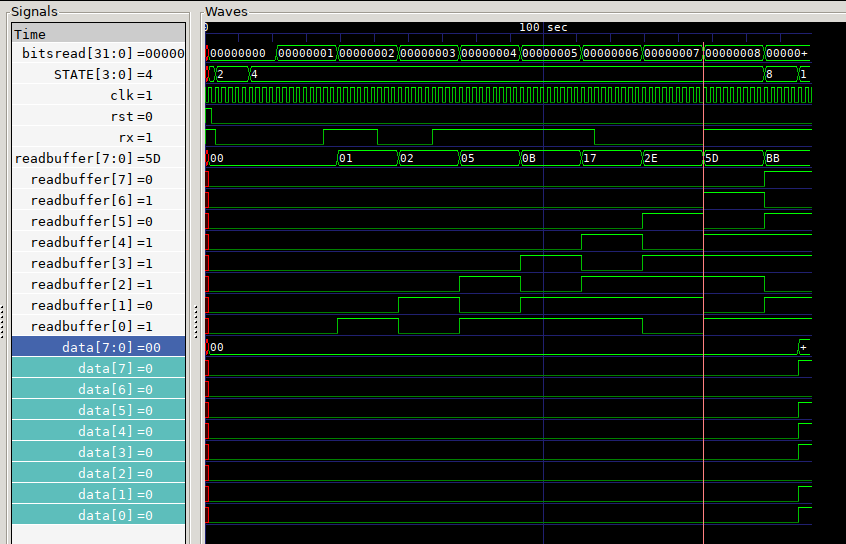 Signals Waves
Time 0 100 sec
bitsread[31:0]=00000 00000000 00000001 00000002 00000003 00000004 00000005 00000006 00000007 00000008 00000+
STATE[3:0]=4 2 4 8 1
clk=1
rst=0
rx=1
readbuffer[7:0]=5D 00 01 02 05 0B 17 2E 5D BB
readbuffer[7]=0
readbuffer[6]=1
readbuffer[5]=0
readbuffer[4]=1
readbuffer[3]=1
readbuffer[2]=1
readbuffer[1]=0
readbuffer[0]=1
data[7:0]=00 00 +
data[7]=0
data[6]=0
data[5]=0
data[4]=0
data[3]=0
data[2]=0
data[1]=0
data[0]=0